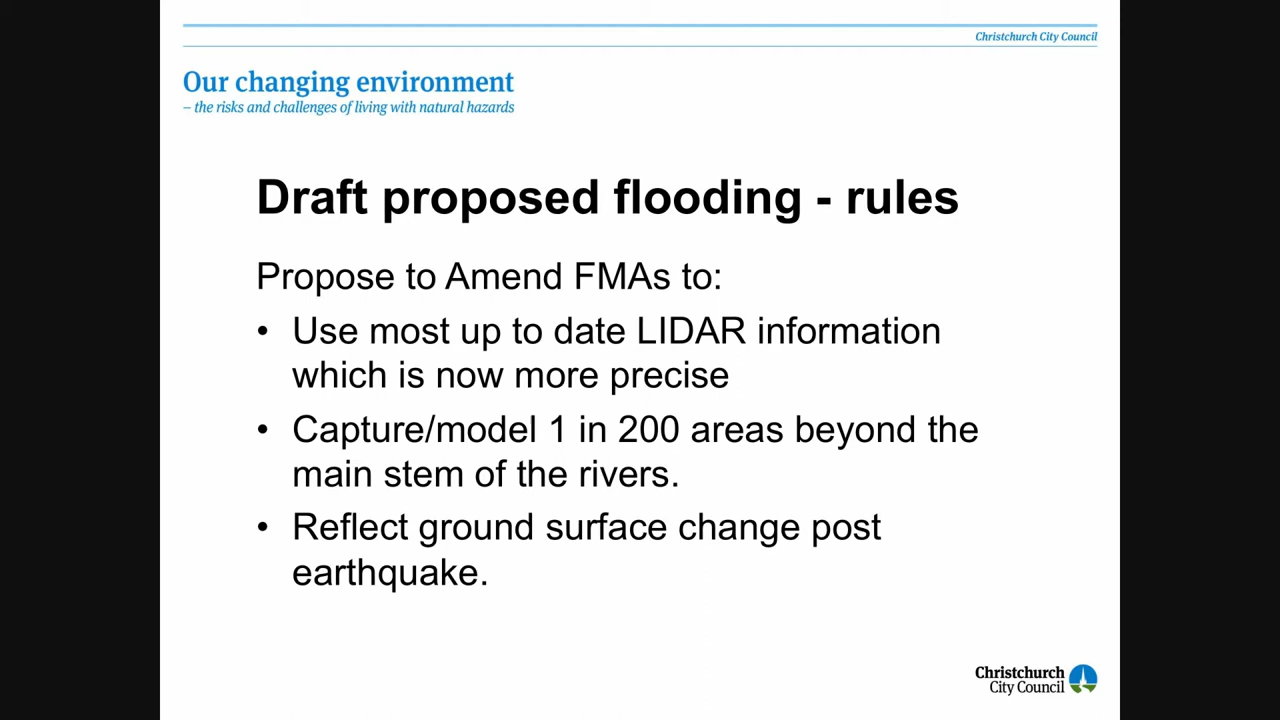 Christchurch City Council
Our changing environment
– the risks and challenges of living with natural hazards
Draft proposed flooding - rules
Propose to Amend FMAs to:
• Use most up to date LIDAR information
which is now more precise
• Capture/model 1 in 200 areas beyond the
main stem of the rivers.
• Reflect ground surface change post
earthquake.
Christchurch
City Council